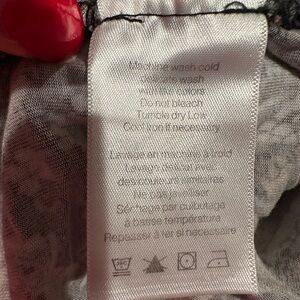 Machine wash cold
delicate wash
with like colors
Do not bleach
Tumble dry Low
Cool Iron if necessary
Lavage en machine à froid
Lavage délicat avec
des couleurs similaires
Ne pas javelliser
Séchage par culbutage
à basse température
Repasser à fer si necessaire